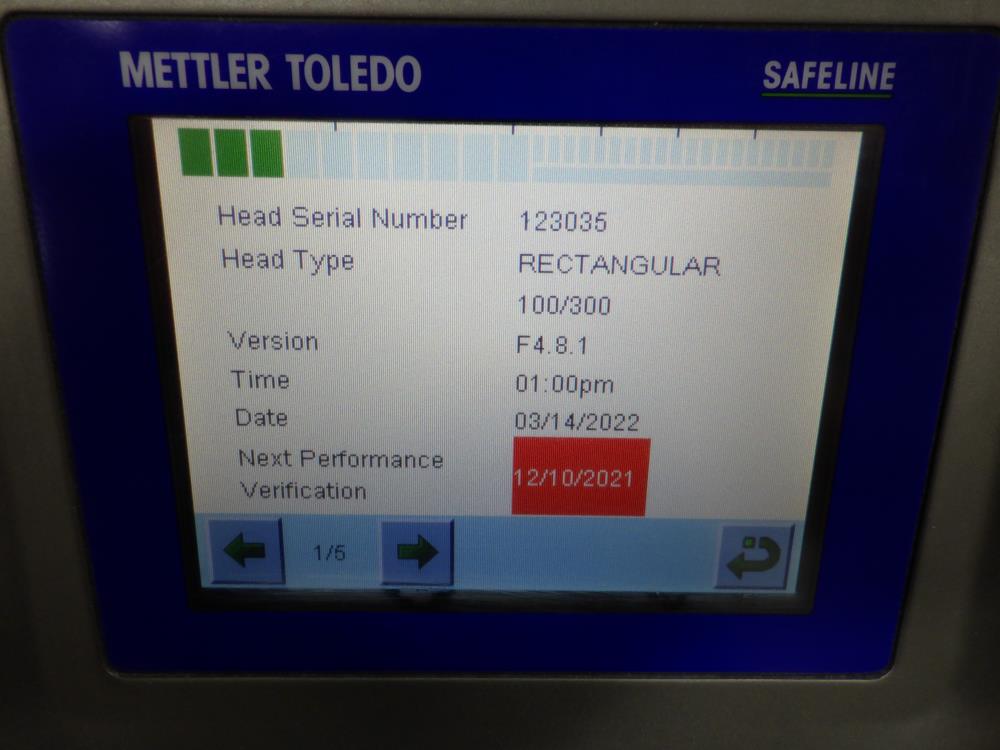 METTLER TOLEDO SAFELINE
Head Serial Number 123035
Head Type RECTANGULAR
100/300
Version F4.8.1
Time 01:00pm
Date 03/14/2022
Next Performance
Verification 12/10/2021
1/5